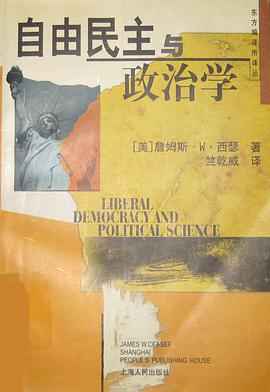 东方编译所译丛
自由民主与
政治学
[美]詹姆斯·W·西瑟 著
竺乾威 译
LIBERAL
DEMOCRACY AND
POLITICAL SCIENCE
JAMES W.CEASER
SHANGHAI
PEOPLE'S PUBLISHING HOUSE
上海人民出版社